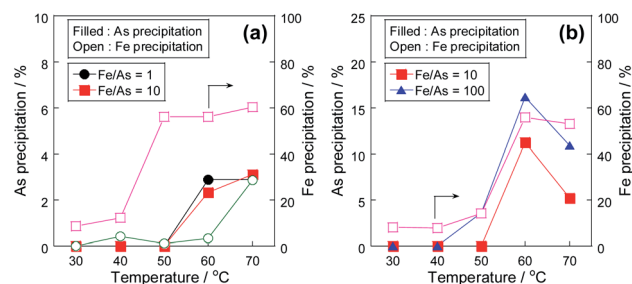 (a)
Filled : As precipitation
Open : Fe precipitation
Fe/As = 1
Fe/As = 10
As precipitation / %
10
8
6
4
2
0
Fe precipitation / %
100
80
60
40
20
0
30 40 50 60 70
Temperature / °C
(b)
Filled : As precipitation
Open : Fe precipitation
Fe/As = 10
Fe/As = 100
As precipitation / %
25
20
15
10
5
0
Fe precipitation / %
100
80
60
40
20
0
30 40 50 60 70
Temperature / °C